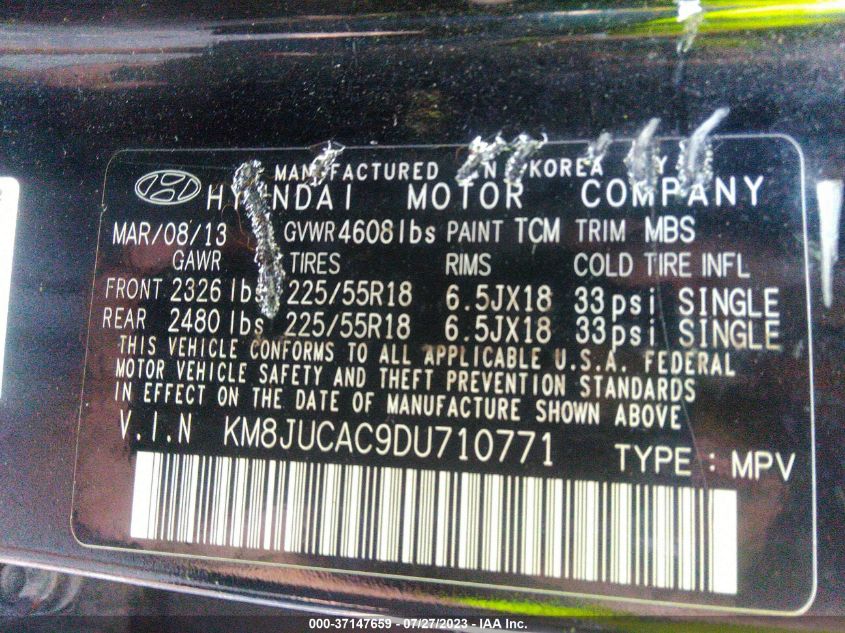 MANUFACTURED IN KOREA BY
HYUNDAI MOTOR COMPANY
MAR/08/13 GVWR 4608 lbs PAINT TCM TRIM MBS
GAWR TIRES RIMS COLD TIRE INFL
FRONT 2326 lbs 225/55R18 6.5JX18 33psi SINGLE
REAR 2480 lbs 225/55R18 6.5JX18 33psi SINGLE
THIS VEHICLE CONFORMS TO ALL APPLICABLE U.S.A. FEDERAL
MOTOR VEHICLE SAFETY AND THEFT PREVENTION STANDARDS
IN EFFECT ON THE DATE OF MANUFACTURE SHOWN ABOVE
V.I.N KM8JUCAC9DU710771 TYPE : MPV
000-37147659 - 07/27/2023 - IAA Inc.